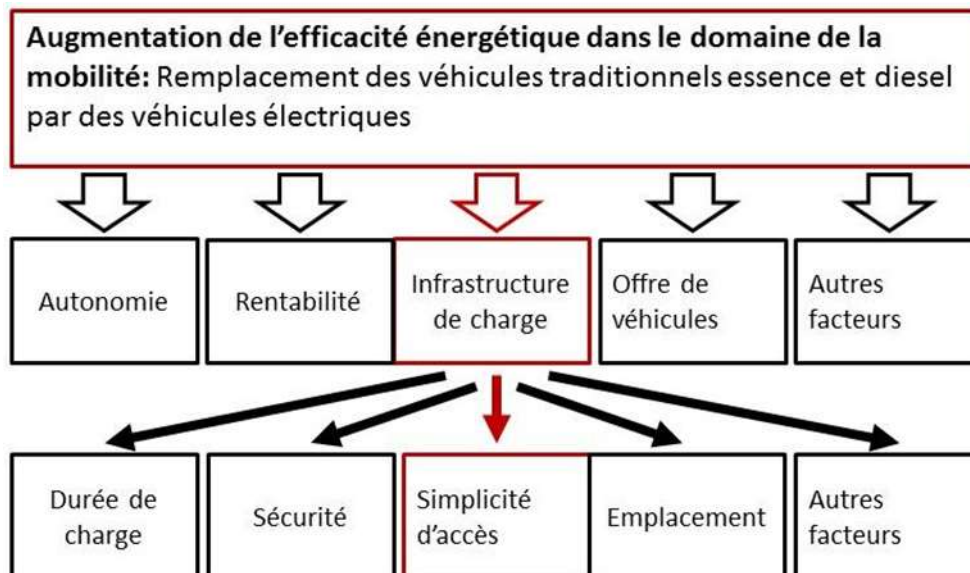 Augmentation de l’efficacité énergétique dans le domaine de la
mobilité: Remplacement des véhicules traditionnels essence et diesel
par des véhicules électriques
Autonomie
Rentabilité
Infrastructure
de charge
Offre de
véhicules
Autres
facteurs
Durée de
charge
Sécurité
Simplicité
d’accès
Emplacement
Autres
facteurs